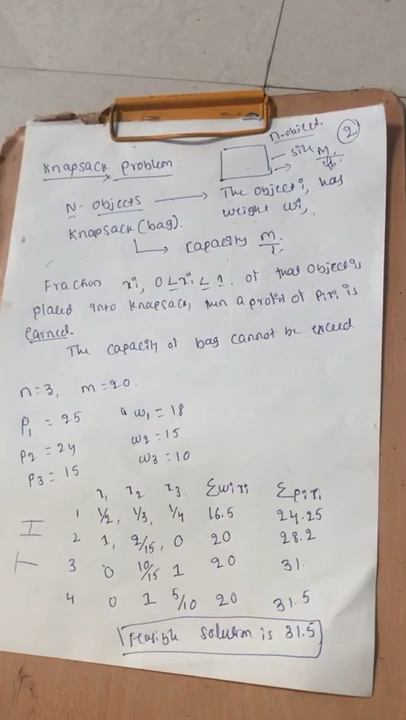 n-object.
2
Knapsack problem
size
M
N-objects → The object i, has
weight wi,
Knapsack (bag).
Capacity m
Fraction xi, 0 ≤ xi ≤ 1. of that object is
placed into knapsack, then a profit of pixi is
earned.
The capacity of bag cannot be exceed
n=3, m=20.
P1 = 25 w1 = 18
P2 = 24 w2 = 15
P3 = 15 w3 = 10
x1 x2 x3 Σwixi Σpixi
1 1/2, 1/3, 1/4 16.5 24.25
2 1, 2/15, 0 20 28.2
3 0 10/15 1 20 31.
4 0 1 5/10 20 31.5
Feasible solution is 31.5